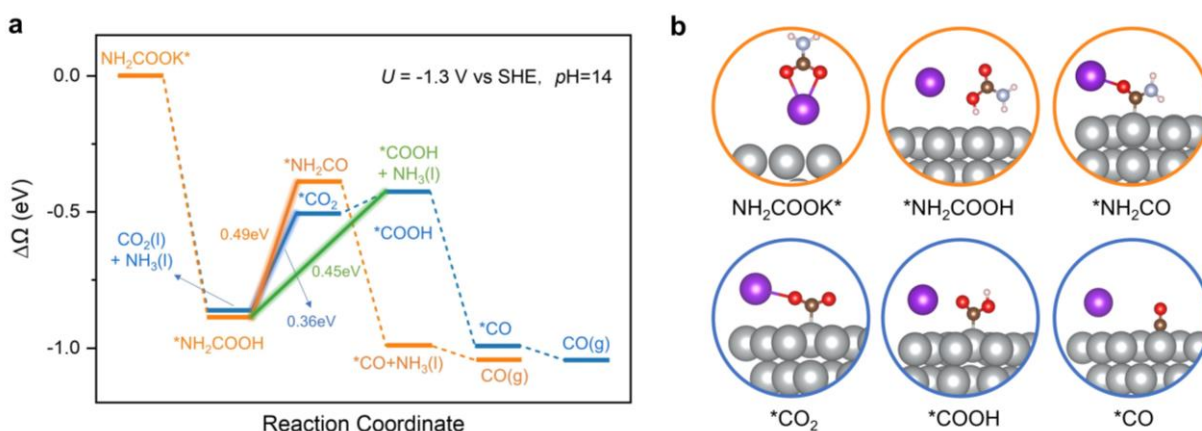 a
NH₂COOK*
U = -1.3 V vs SHE, pH=14
0.0
-0.5
-1.0
ΔΩ (eV)
*NH₂CO
*COOH
+ NH₃(l)
*CO₂
*COOH
CO₂(l)
+ NH₃(l)
0.49eV
0.45eV
0.36eV
*NH₂COOH
*CO
*CO+NH₃(l)
CO(g)
CO(g)
Reaction Coordinate
b
NH₂COOK*
*NH₂COOH
*NH₂CO
*CO₂
*COOH
*CO